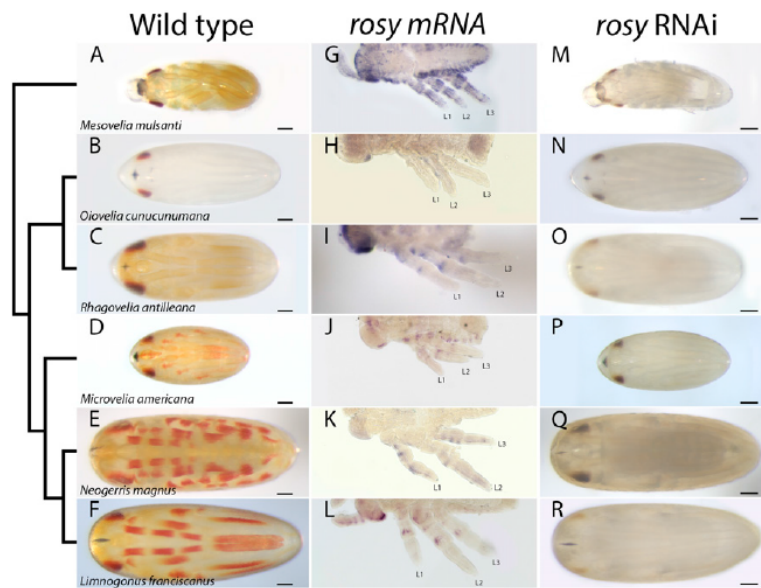 Wild type rosy mRNA rosy RNAi
A G M
L1 L2 L3
Mesovelia mulsanti
B H N
L1 L2 L3
Oiovelia cunucunumana
C I O
L1 L2 L3
Rhagovelia antilleana
D J P
L1 L2 L3
Microvelia americana
E K Q
L3
L1 L2
Neogerris magnus
F L R
L3
L1
L2
Limnogonus franciscanus